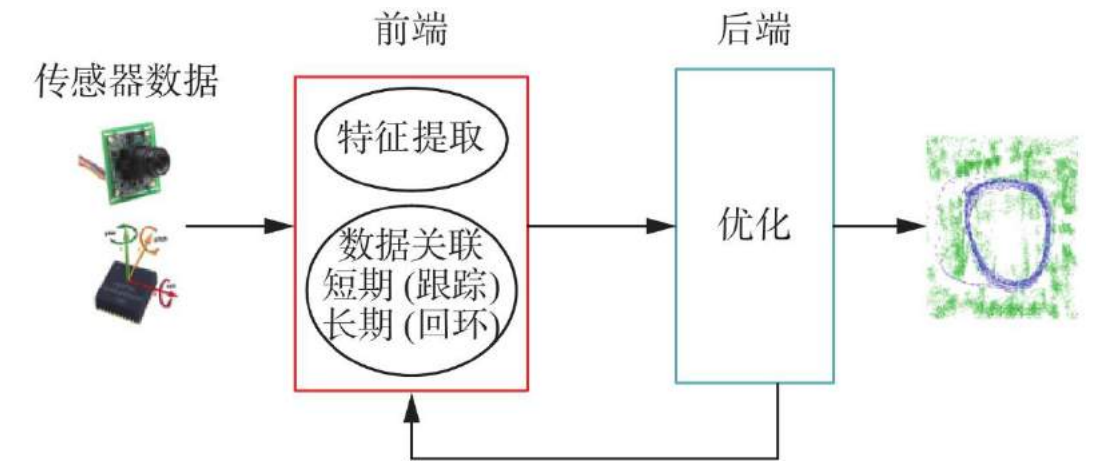 前端
后端
传感器数据
特征提取
数据关联
短期 (跟踪)
长期 (回环)
优化